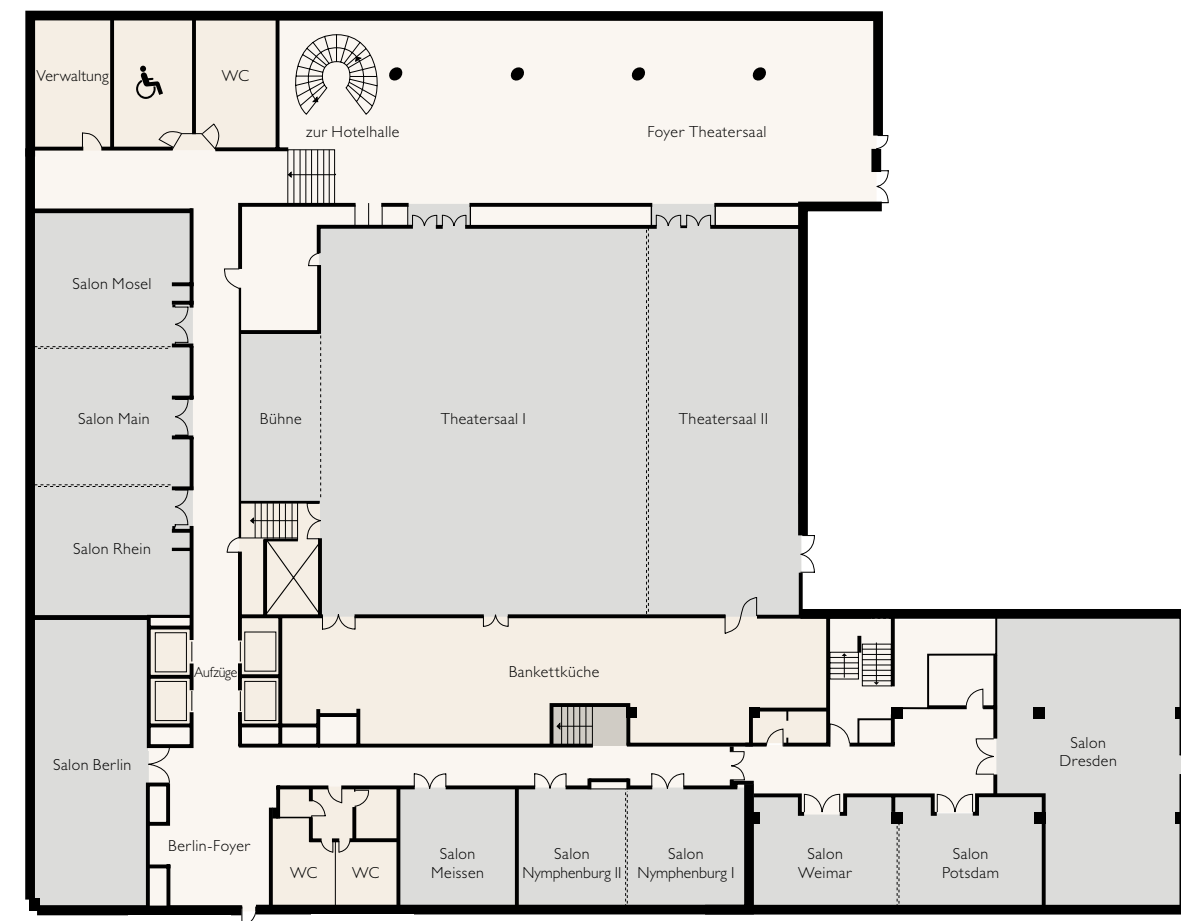 Verwaltung
WC
zur Hotelhalle
Foyer Theatersaal
Salon Mosel
Salon Main
Bühne
Theatersaal I
Theatersaal II
Salon Rhein
Aufzüge
Bankettküche
Salon Berlin
Salon
Dresden
Berlin-Foyer
WC
WC
Salon
Meissen
Salon
Nymphenburg II
Salon
Nymphenburg I
Salon
Weimar
Salon
Potsdam